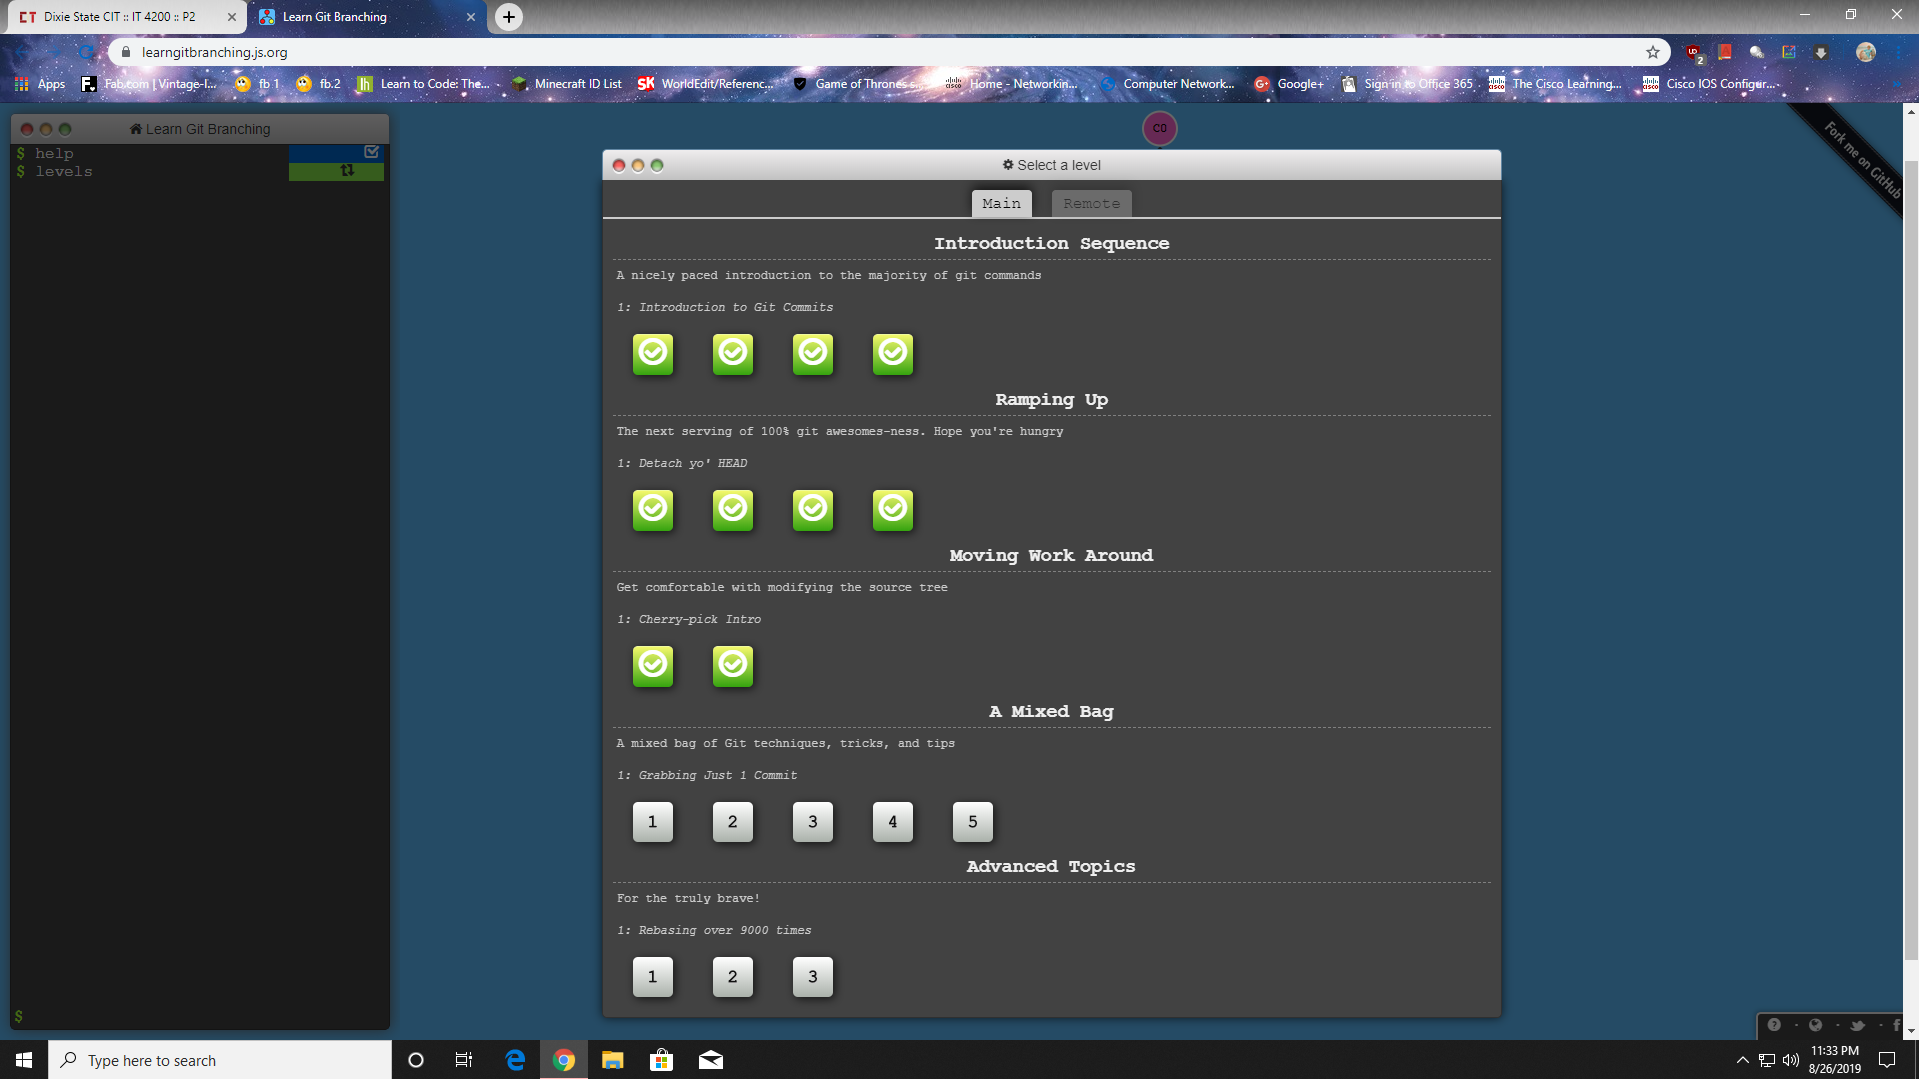 Dixie State CIT :: IT 4200 :: P2
Learn Git Branching
learngitbranching.js.org
2
Apps
Fab.com | Vintage-I...
fb 1
fb.2
Learn to Code: The...
Minecraft ID List
WorldEdit/Referenc...
Game of Thrones s...
Home - Networkin...
Computer Network...
Google+
Sign in to Office 365
The Cisco Learning...
Cisco IOS Configur...
Learn Git Branching
$ help
$ levels
$
C0
Fork me on GitHub
Select a level
Main
Remote
Introduction Sequence
A nicely paced introduction to the majority of git commands
1: Introduction to Git Commits
Ramping Up
The next serving of 100% git awesomes-ness. Hope you're hungry
1: Detach yo' HEAD
Moving Work Around
Get comfortable with modifying the source tree
1: Cherry-pick Intro
A Mixed Bag
A mixed bag of Git techniques, tricks, and tips
1: Grabbing Just 1 Commit
1 2 3 4 5
Advanced Topics
For the truly brave!
1: Rebasing over 9000 times
1 2 3
Type here to search
11:33 PM
8/26/2019